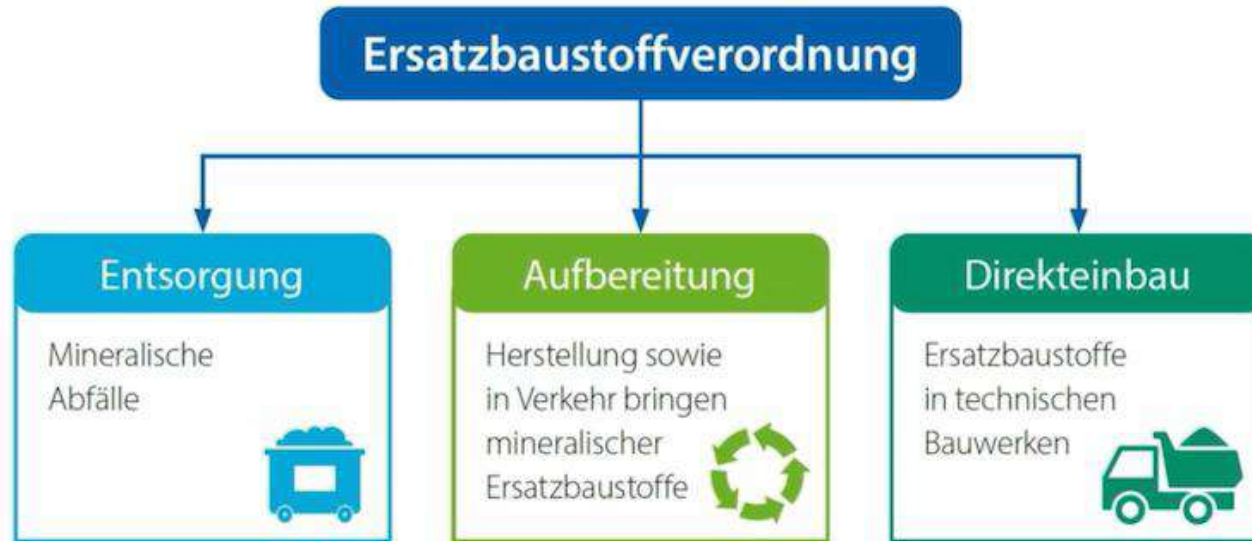 Ersatzbaustoffverordnung
Entsorgung
Mineralische
Abfälle
Aufbereitung
Herstellung sowie
in Verkehr bringen
mineralischer
Ersatzbaustoffe
Direkteinbau
Ersatzbaustoffe
in technischen
Bauwerken